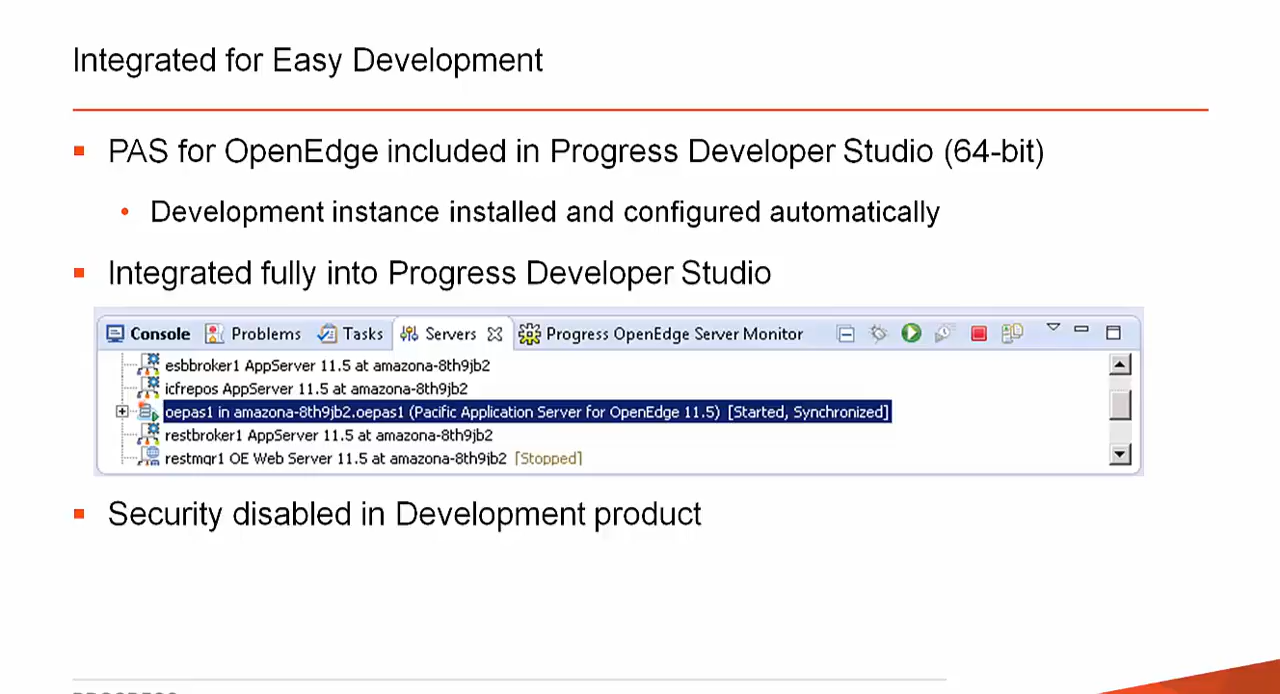 Integrated for Easy Development
PAS for OpenEdge included in Progress Developer Studio (64-bit)
Development instance installed and configured automatically
Integrated fully into Progress Developer Studio
Console Problems Tasks Servers Progress OpenEdge Server Monitor
esbbroker1 AppServer 11.5 at amazona-8th9jb2
icfrepos AppServer 11.5 at amazona-8th9jb2
oepas1 in amazona-8th9jb2.oepas1 (Pacific Application Server for OpenEdge 11.5) [Started, Synchronized]
restbroker1 AppServer 11.5 at amazona-8th9jb2
restmgr1 OE Web Server 11.5 at amazona-8th9jb2 [Stopped]
Security disabled in Development product